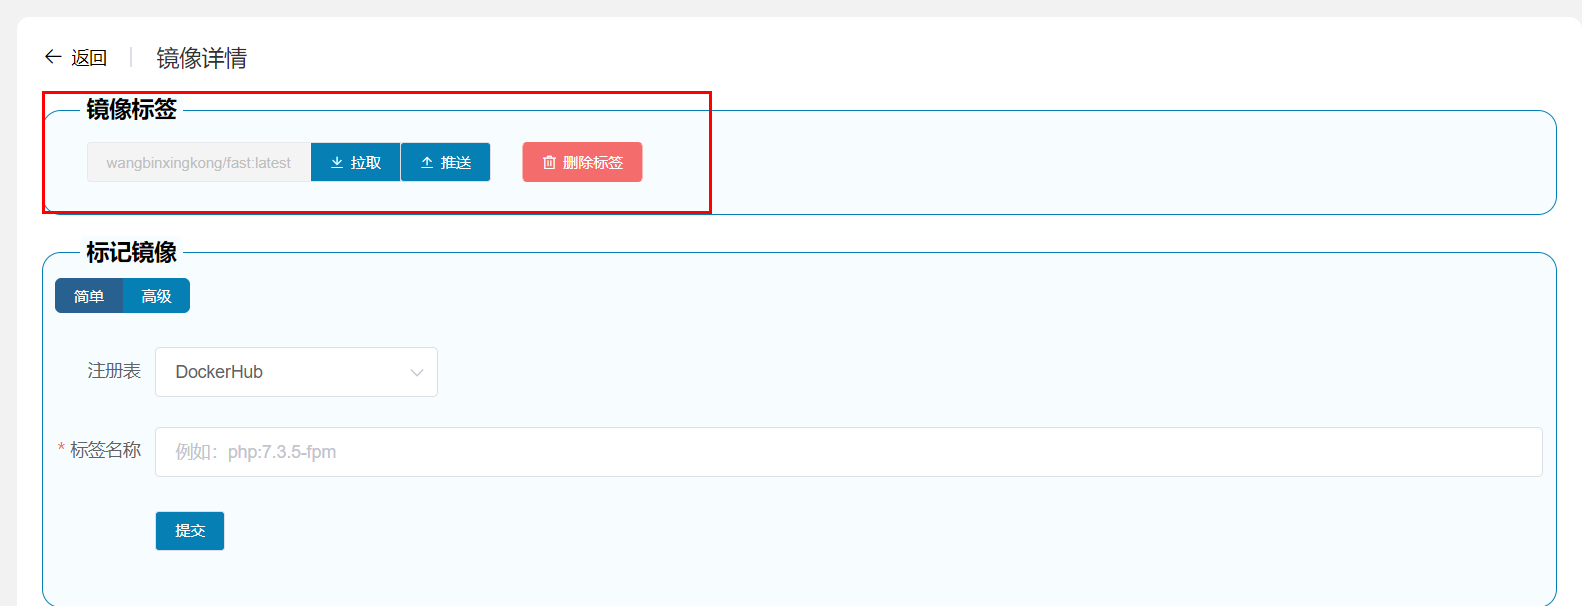 返回 镜像详情
镜像标签
wangbinxingkong/fast:latest 拉取 推送 删除标签
标记镜像
简单 高级
注册表 DockerHub
* 标签名称 例如：php:7.3.5-fpm
提交